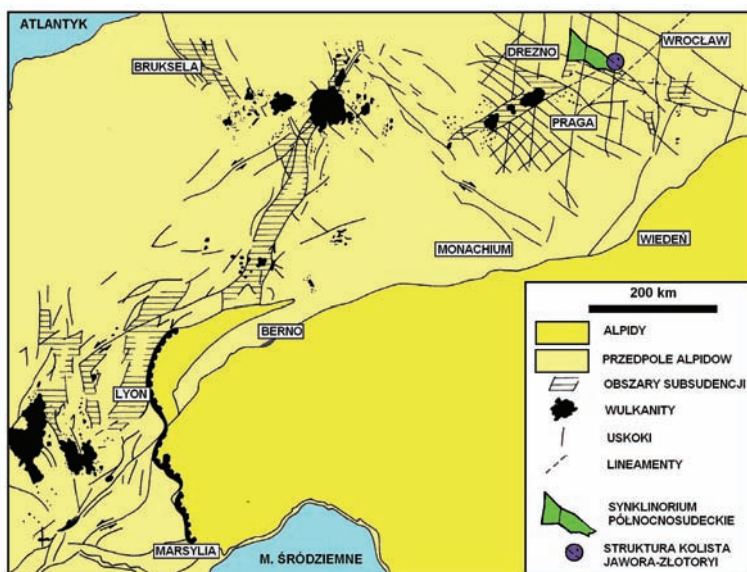 ATLANTYK
BRUKSELA
DREZNO
WROCŁAW
PRAGA
MONACHIUM
WIEDEŃ
BERNO
LYON
MARSYLIA
M. ŚRÓDZIEMNE
200 km
ALPIDY
PRZEDPOLE ALPIDOW
OBSZARY SUBSUDENCJI
WULKANITY
USKOKI
LINEAMENTY
SYNKLINORIUM
PÓŁNOCNOSUDECKIE
STRUKTURA KOLISTA
JAWORA-ZŁOTORYI